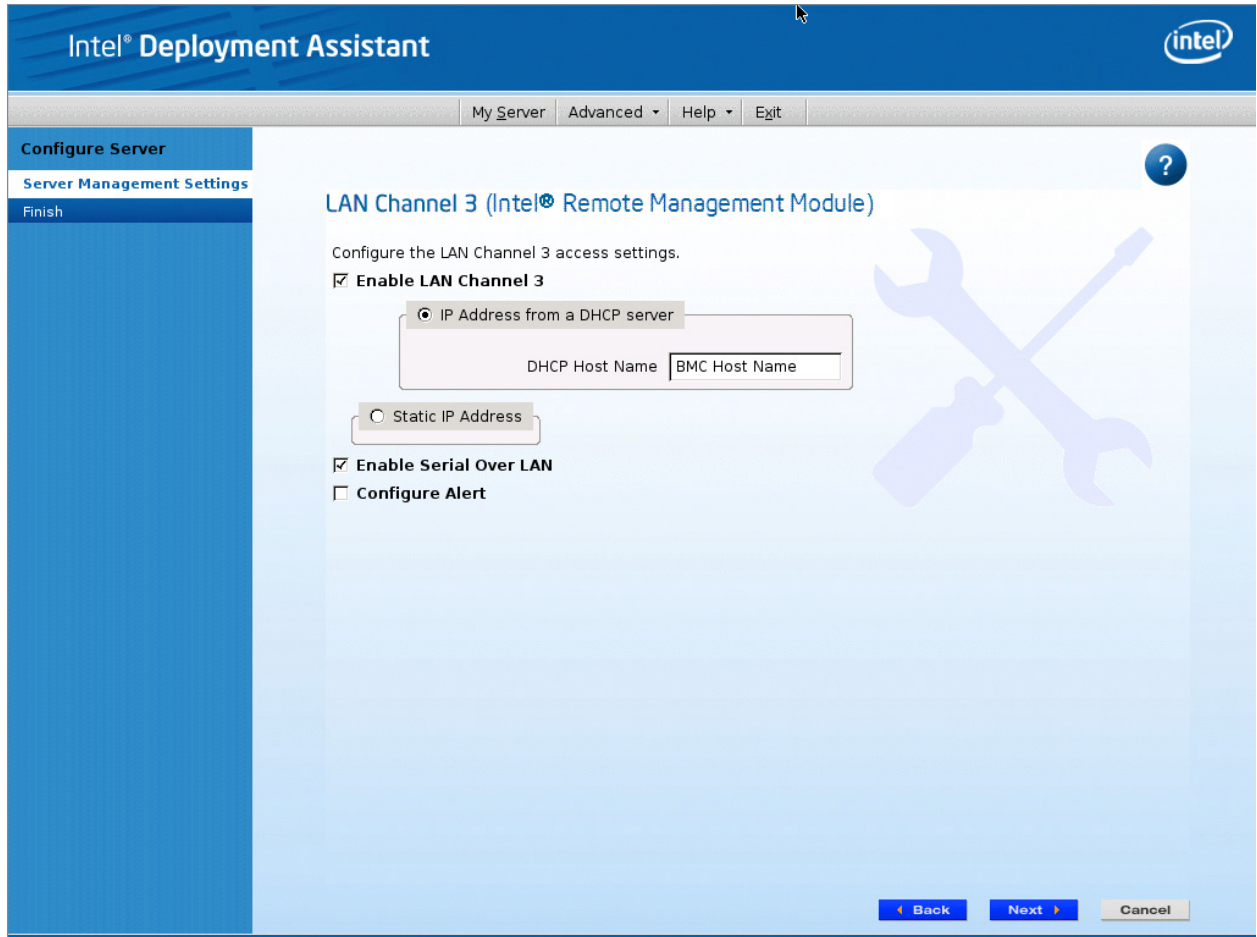 Intel® Deployment Assistant
intel
My Server Advanced Help Exit
Configure Server
Server Management Settings
Finish
?
LAN Channel 3 (Intel® Remote Management Module)
Configure the LAN Channel 3 access settings.
Enable LAN Channel 3
IP Address from a DHCP server
DHCP Host Name BMC Host Name
Static IP Address
Enable Serial Over LAN
Configure Alert
Back Next Cancel